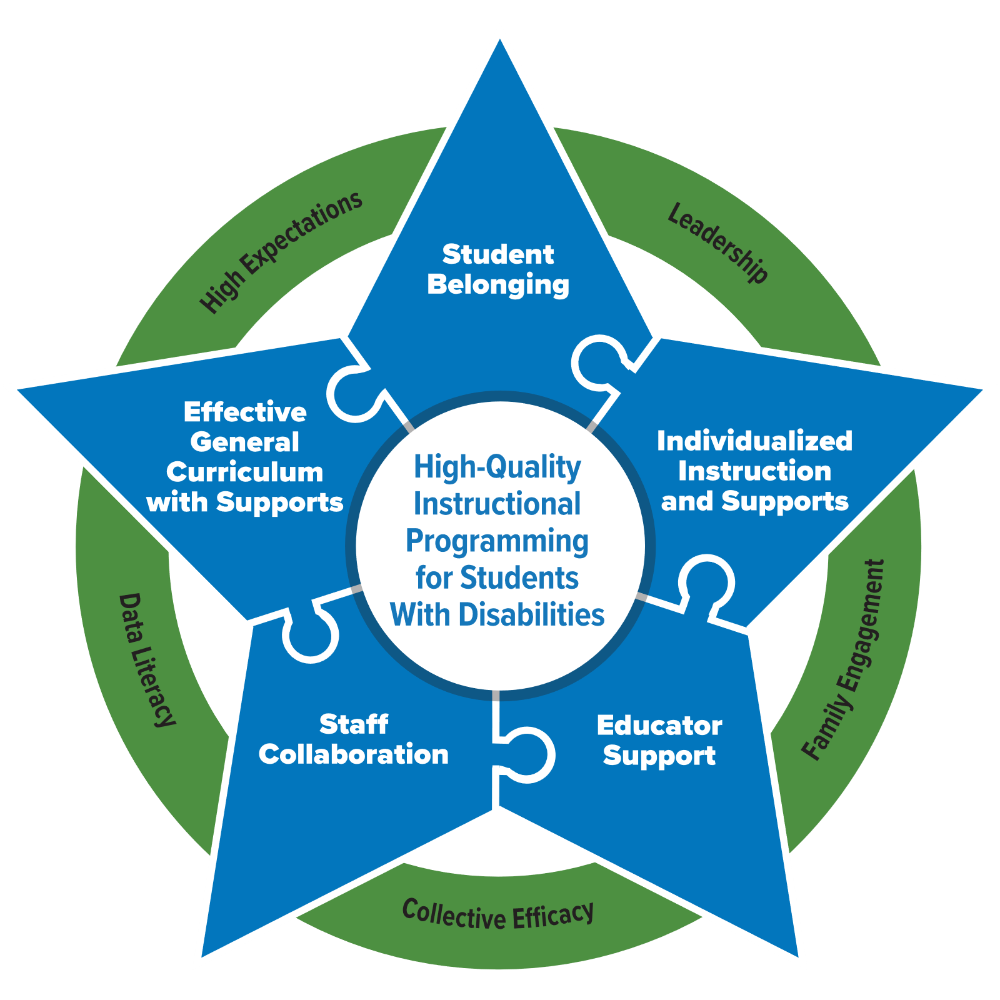 High Expectations
Leadership
Student
Belonging
Effective
General
Curriculum
with Supports
Individualized
Instruction
and Supports
High-Quality
Instructional
Programming
for Students
With Disabilities
Data Literacy
Family Engagement
Staff
Collaboration
Educator
Support
Collective Efficacy